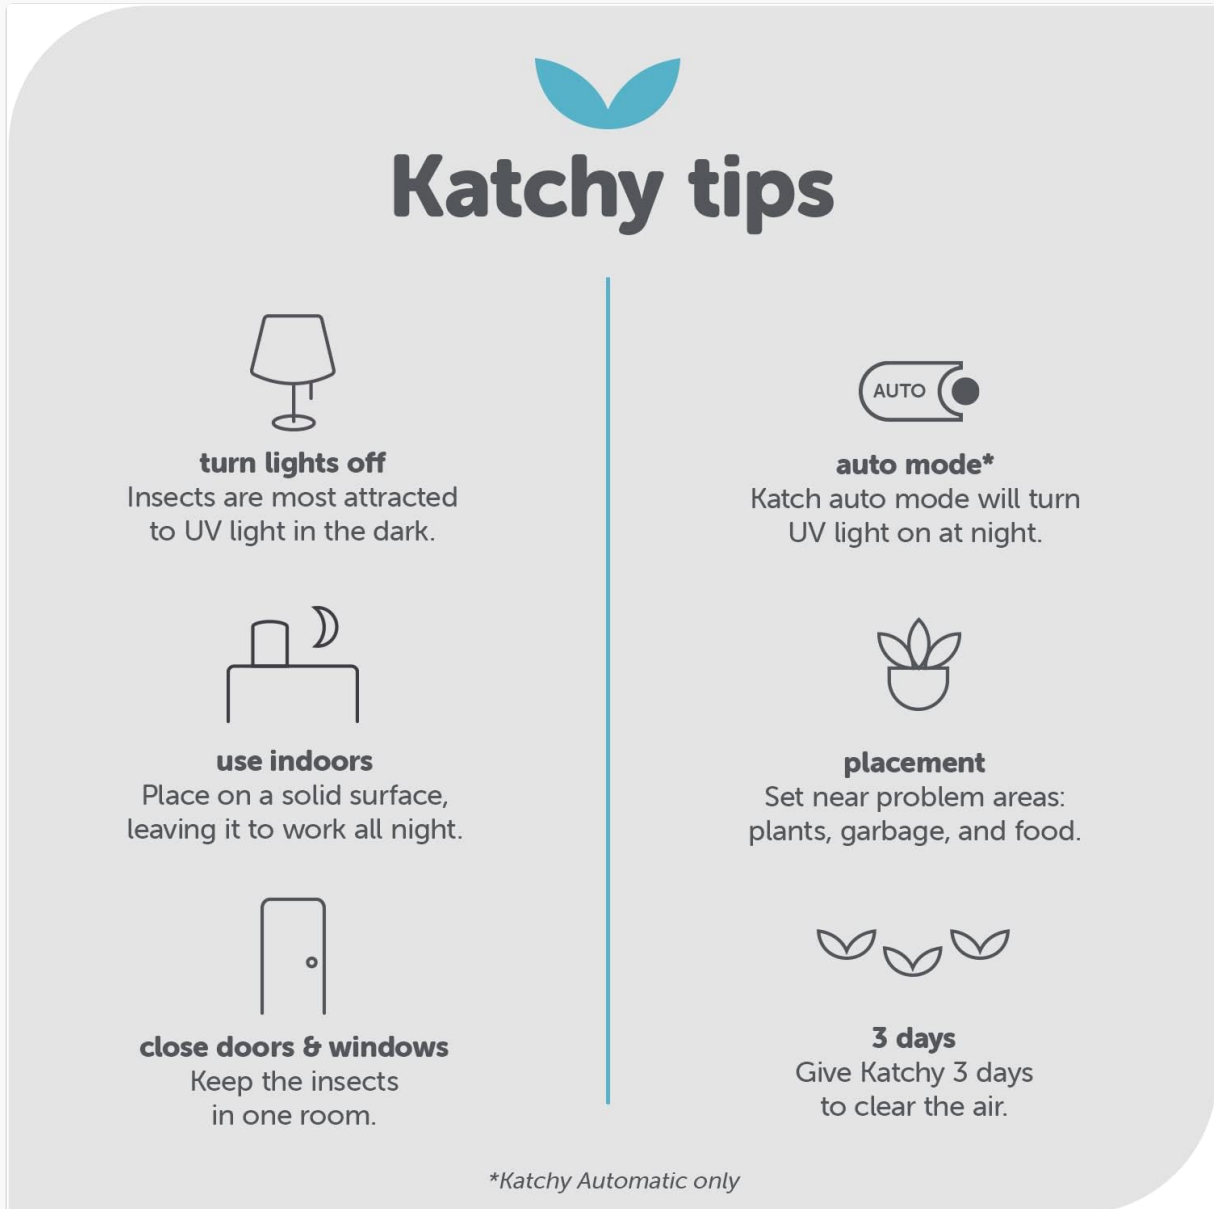 Katchy tips
turn lights off
Insects are most attracted
to UV light in the dark.
use indoors
Place on a solid surface,
leaving it to work all night.
close doors & windows
Keep the insects
in one room.
AUTO
auto mode*
Katch auto mode will turn
UV light on at night.
placement
Set near problem areas:
plants, garbage, and food.
3 days
Give Katchy 3 days
to clear the air.
*Katchy Automatic only